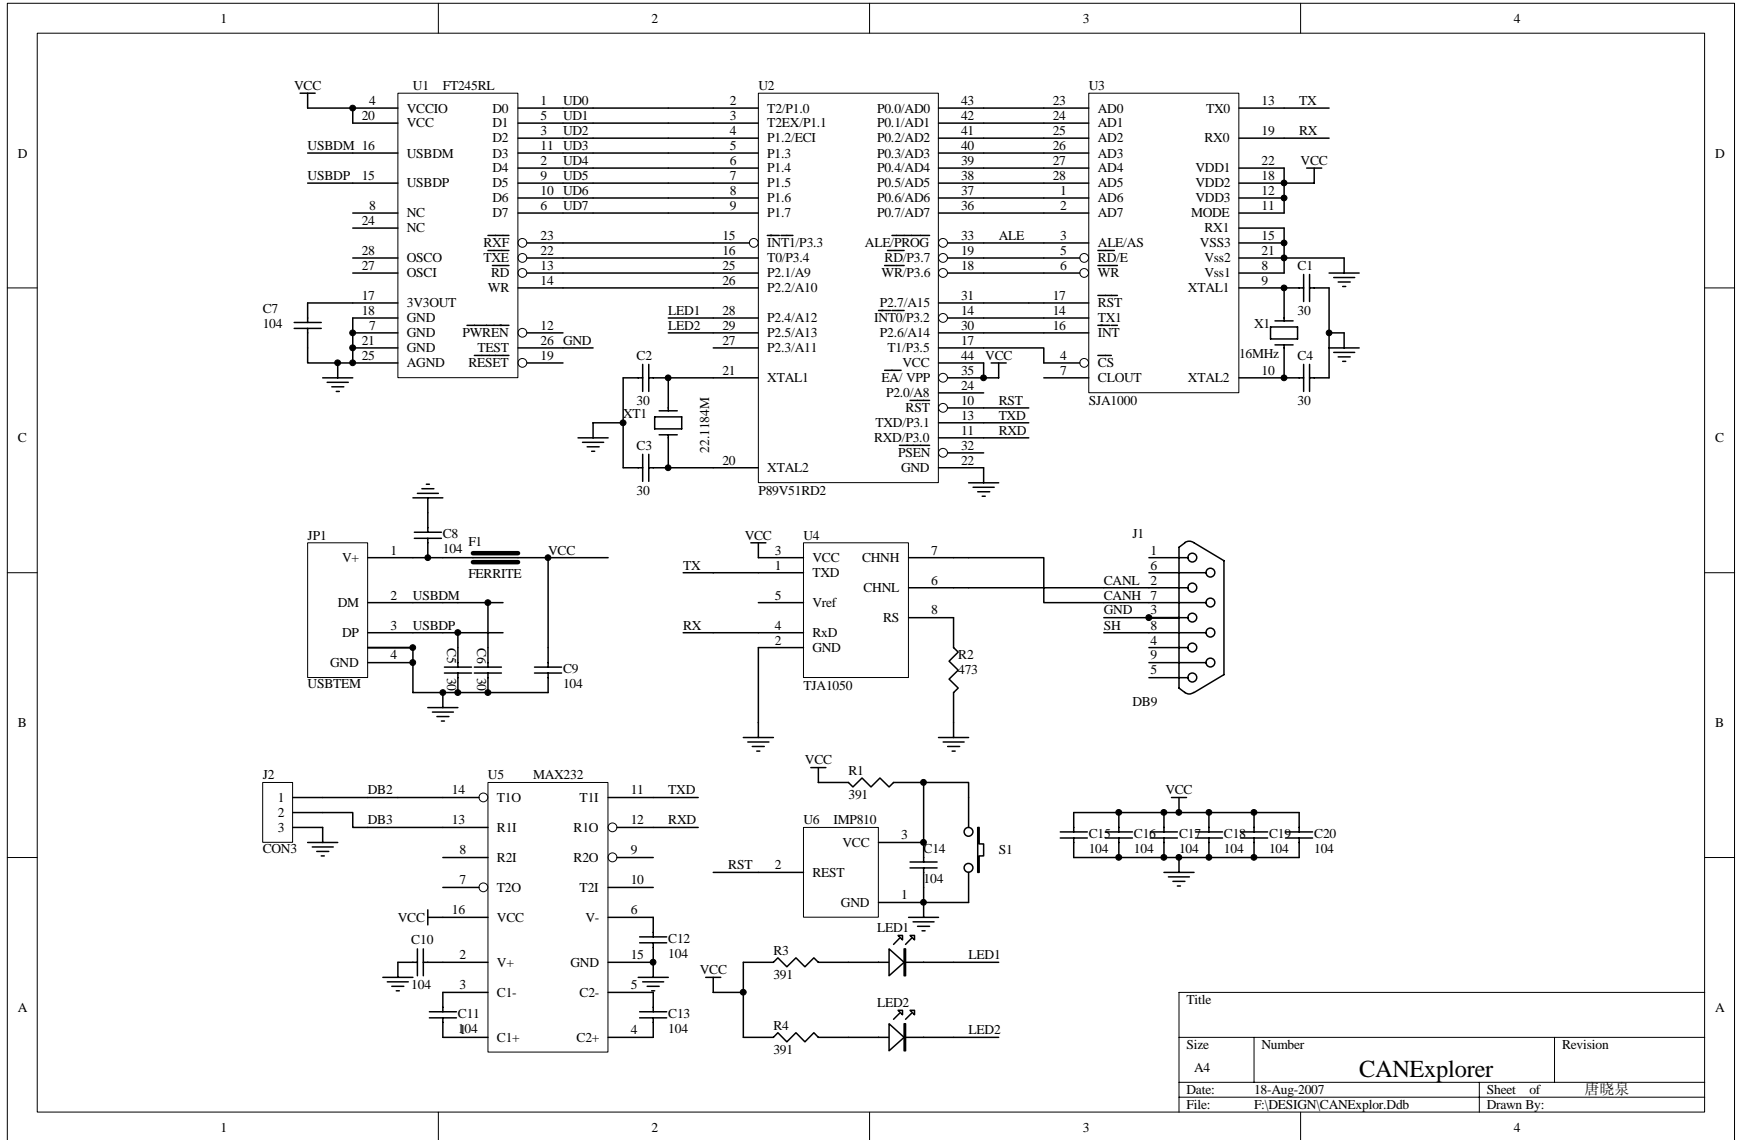 1 2 3 4
D
C
B
A
D
C
B
A
1 2 3 4
U1 FT245RL
VCC
4 VCCIO D0 1 UD0
20 VCC D1 5 UD1
D2 3 UD2
USBDM 16 USBDM D3 11 UD3
D4 2 UD4
USBDP 15 USBDP D5 9 UD5
D6 10 UD6
8 NC D7 6 UD7
24 NC
RXF 23
28 OSCO TXE 22
27 OSCI RD 13
WR 14
17 3V3OUT
18 GND
7 GND PWREN 12
21 GND TEST 26 GND
25 AGND RESET 19
C7
104
U2
2 T2/P1.0 P0.0/AD0 43
3 T2EX/P1.1 P0.1/AD1 42
4 P1.2/ECI P0.2/AD2 41
5 P1.3 P0.3/AD3 40
6 P1.4 P0.4/AD4 39
7 P1.5 P0.5/AD5 38
8 P1.6 P0.6/AD6 37
9 P1.7 P0.7/AD7 36
15 INT1/P3.3 ALE/PROG 33 ALE
16 T0/P3.4 RD/P3.7 19
25 P2.1/A9 WR/P3.6 18
26 P2.2/A10
P2.7/A15 31
LED1 28 P2.4/A12 INT0/P3.2 14
LED2 29 P2.5/A13 P2.6/A14 30
27 P2.3/A11 T1/P3.5 17
VCC 44 VCC
21 XTAL1 EA/ VPP 35
P2.0/A8 24
RST 10 RST
TXD/P3.1 13 TXD
RXD/P3.0 11 RXD
PSEN 32
20 XTAL2 GND 22
P89V51RD2
C2
30
XT1
22.1184M
C3
30
U3
23 AD0 TX0 13 TX
24 AD1
25 AD2 RX0 19 RX
26 AD3
27 AD4 VDD1 22 VCC
28 AD5 VDD2 18
1 AD6 VDD3 12
2 AD7 MODE 11
RX1
3 ALE/AS VSS3 15
5 RD/E Vss2 21
6 WR Vss1 8
XTAL1 9
17 RST
14 TX1
16 INT
4 CS
7 CLOUT XTAL2 10
SJA1000
C1
30
X1
16MHz
C4
30
JP1
V+ 1
DM 2 USBDM
DP 3 USBDP
GND 4
USBTEM
C8
104
F1
FERRITE
VCC
C5
30
C6
30
C9
104
U4
VCC
3 VCC CHNH 7
TX 1 TXD
CHNL 6
5 Vref
RS 8
RX 4 RxD
2 GND
TJA1050
R2
473
J1
1
6
CANL 2
CANH 7
GND 3
SH 8
4
9
5
DB9
J2
1
2
3
CON3
U5 MAX232
DB2 14 T1O T1I 11 TXD
DB3 13 R1I R1O 12 RXD
8 R2I R2O 9
7 T2O T2I 10
VCC 16 VCC V- 6
2 V+ GND 15
3 C1- C2- 5
1 C1+ C2+ 4
C10
104
C11
104
C12
104
C13
104
VCC
R1
391
U6 IMP810
VCC 3
RST 2 REST
GND 1
C14
104
S1
VCC
C15 C16 C17 C18 C19 C20
104 104 104 104 104 104
VCC
R3
391
LED1
LED1
R4
391
LED2
LED2
Title
Size Number Revision
A4 CANExplorer
Date: 18-Aug-2007 Sheet of 唐晓泉
File: F:\DESIGN\CANExplor.Ddb Drawn By: